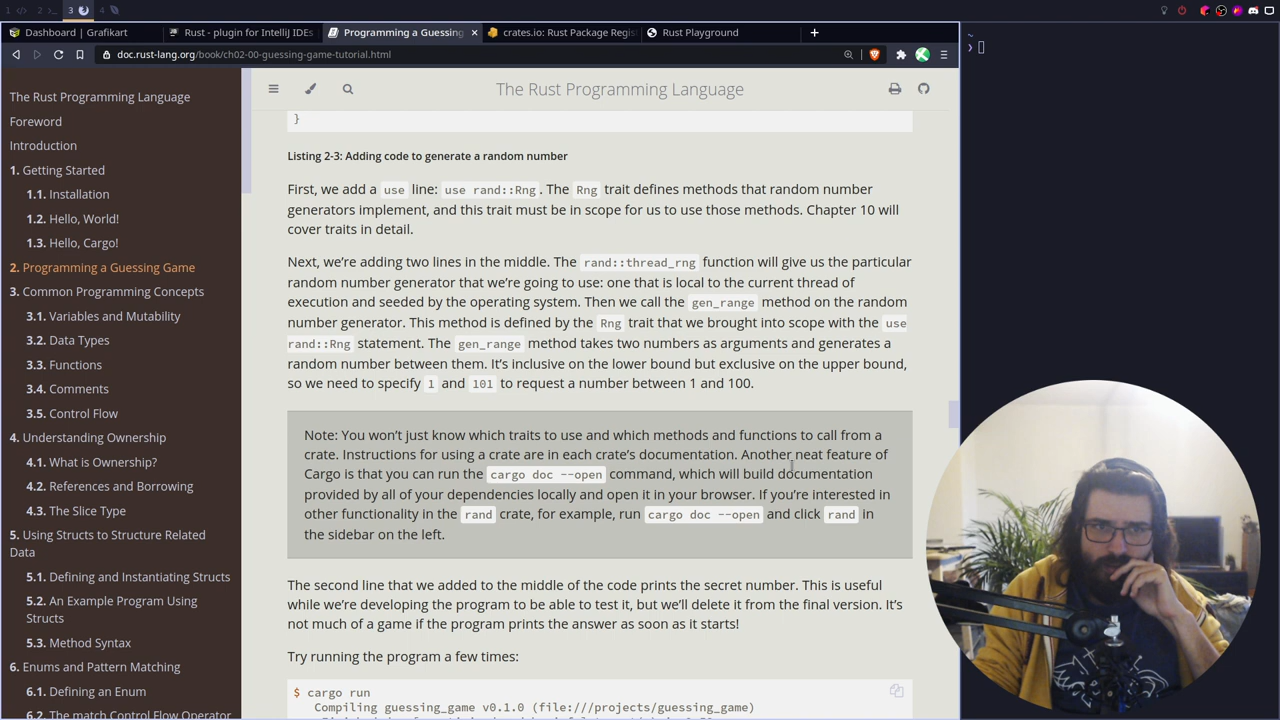 1
2
3
4
Dashboard | Grafikart
Rust - plugin for IntelliJ IDEs
Programming a Guessing
crates.io: Rust Package Regi
Rust Playground
doc.rust-lang.org/book/ch02-00-guessing-game-tutorial.html
~
❯
The Rust Programming Language
Foreword
Introduction
1. Getting Started
1.1. Installation
1.2. Hello, World!
1.3. Hello, Cargo!
2. Programming a Guessing Game
3. Common Programming Concepts
3.1. Variables and Mutability
3.2. Data Types
3.3. Functions
3.4. Comments
3.5. Control Flow
4. Understanding Ownership
4.1. What is Ownership?
4.2. References and Borrowing
4.3. The Slice Type
5. Using Structs to Structure Related
Data
5.1. Defining and Instantiating Structs
5.2. An Example Program Using
Structs
5.3. Method Syntax
6. Enums and Pattern Matching
6.1. Defining an Enum
6.2. The match Control Flow Operator
The Rust Programming Language
}
Listing 2-3: Adding code to generate a random number
First, we add a use line: use rand::Rng. The Rng trait defines methods that random number
generators implement, and this trait must be in scope for us to use those methods. Chapter 10 will
cover traits in detail.
Next, we’re adding two lines in the middle. The rand::thread_rng function will give us the particular
random number generator that we’re going to use: one that is local to the current thread of
execution and seeded by the operating system. Then we call the gen_range method on the random
number generator. This method is defined by the Rng trait that we brought into scope with the use
rand::Rng statement. The gen_range method takes two numbers as arguments and generates a
random number between them. It’s inclusive on the lower bound but exclusive on the upper bound,
so we need to specify 1 and 101 to request a number between 1 and 100.
Note: You won’t just know which traits to use and which methods and functions to call from a
crate. Instructions for using a crate are in each crate’s documentation. Another neat feature of
Cargo is that you can run the cargo doc --open command, which will build documentation
provided by all of your dependencies locally and open it in your browser. If you’re interested in
other functionality in the rand crate, for example, run cargo doc --open and click rand in
the sidebar on the left.
The second line that we added to the middle of the code prints the secret number. This is useful
while we’re developing the program to be able to test it, but we’ll delete it from the final version. It’s
not much of a game if the program prints the answer as soon as it starts!
Try running the program a few times:
$ cargo run
Compiling guessing_game v0.1.0 (file:///projects/guessing_game)